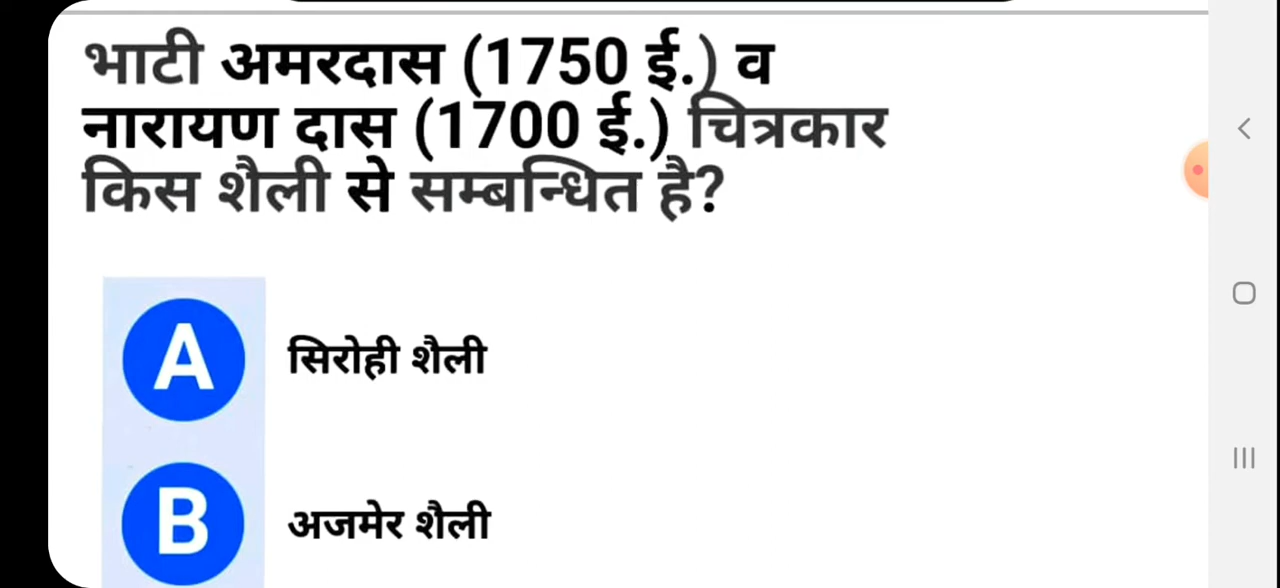 भाटी अमरदास (1750 ई.) व
नारायण दास (1700 ई.) चित्रकार
किस शैली से सम्बन्धित है?
A सिरोही शैली
B अजमेर शैली